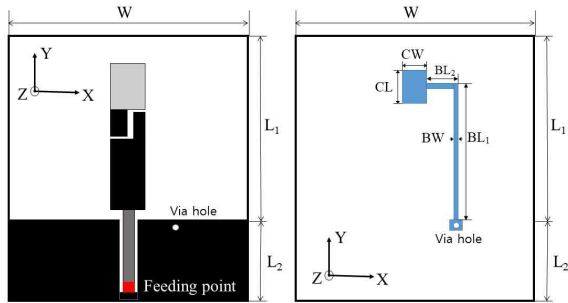 W
Y
Z
X
L1
Via hole
L2
Feeding point
W
CW
BL2
CL
BW
BL1
L1
Via hole
Y
Z
X
L2